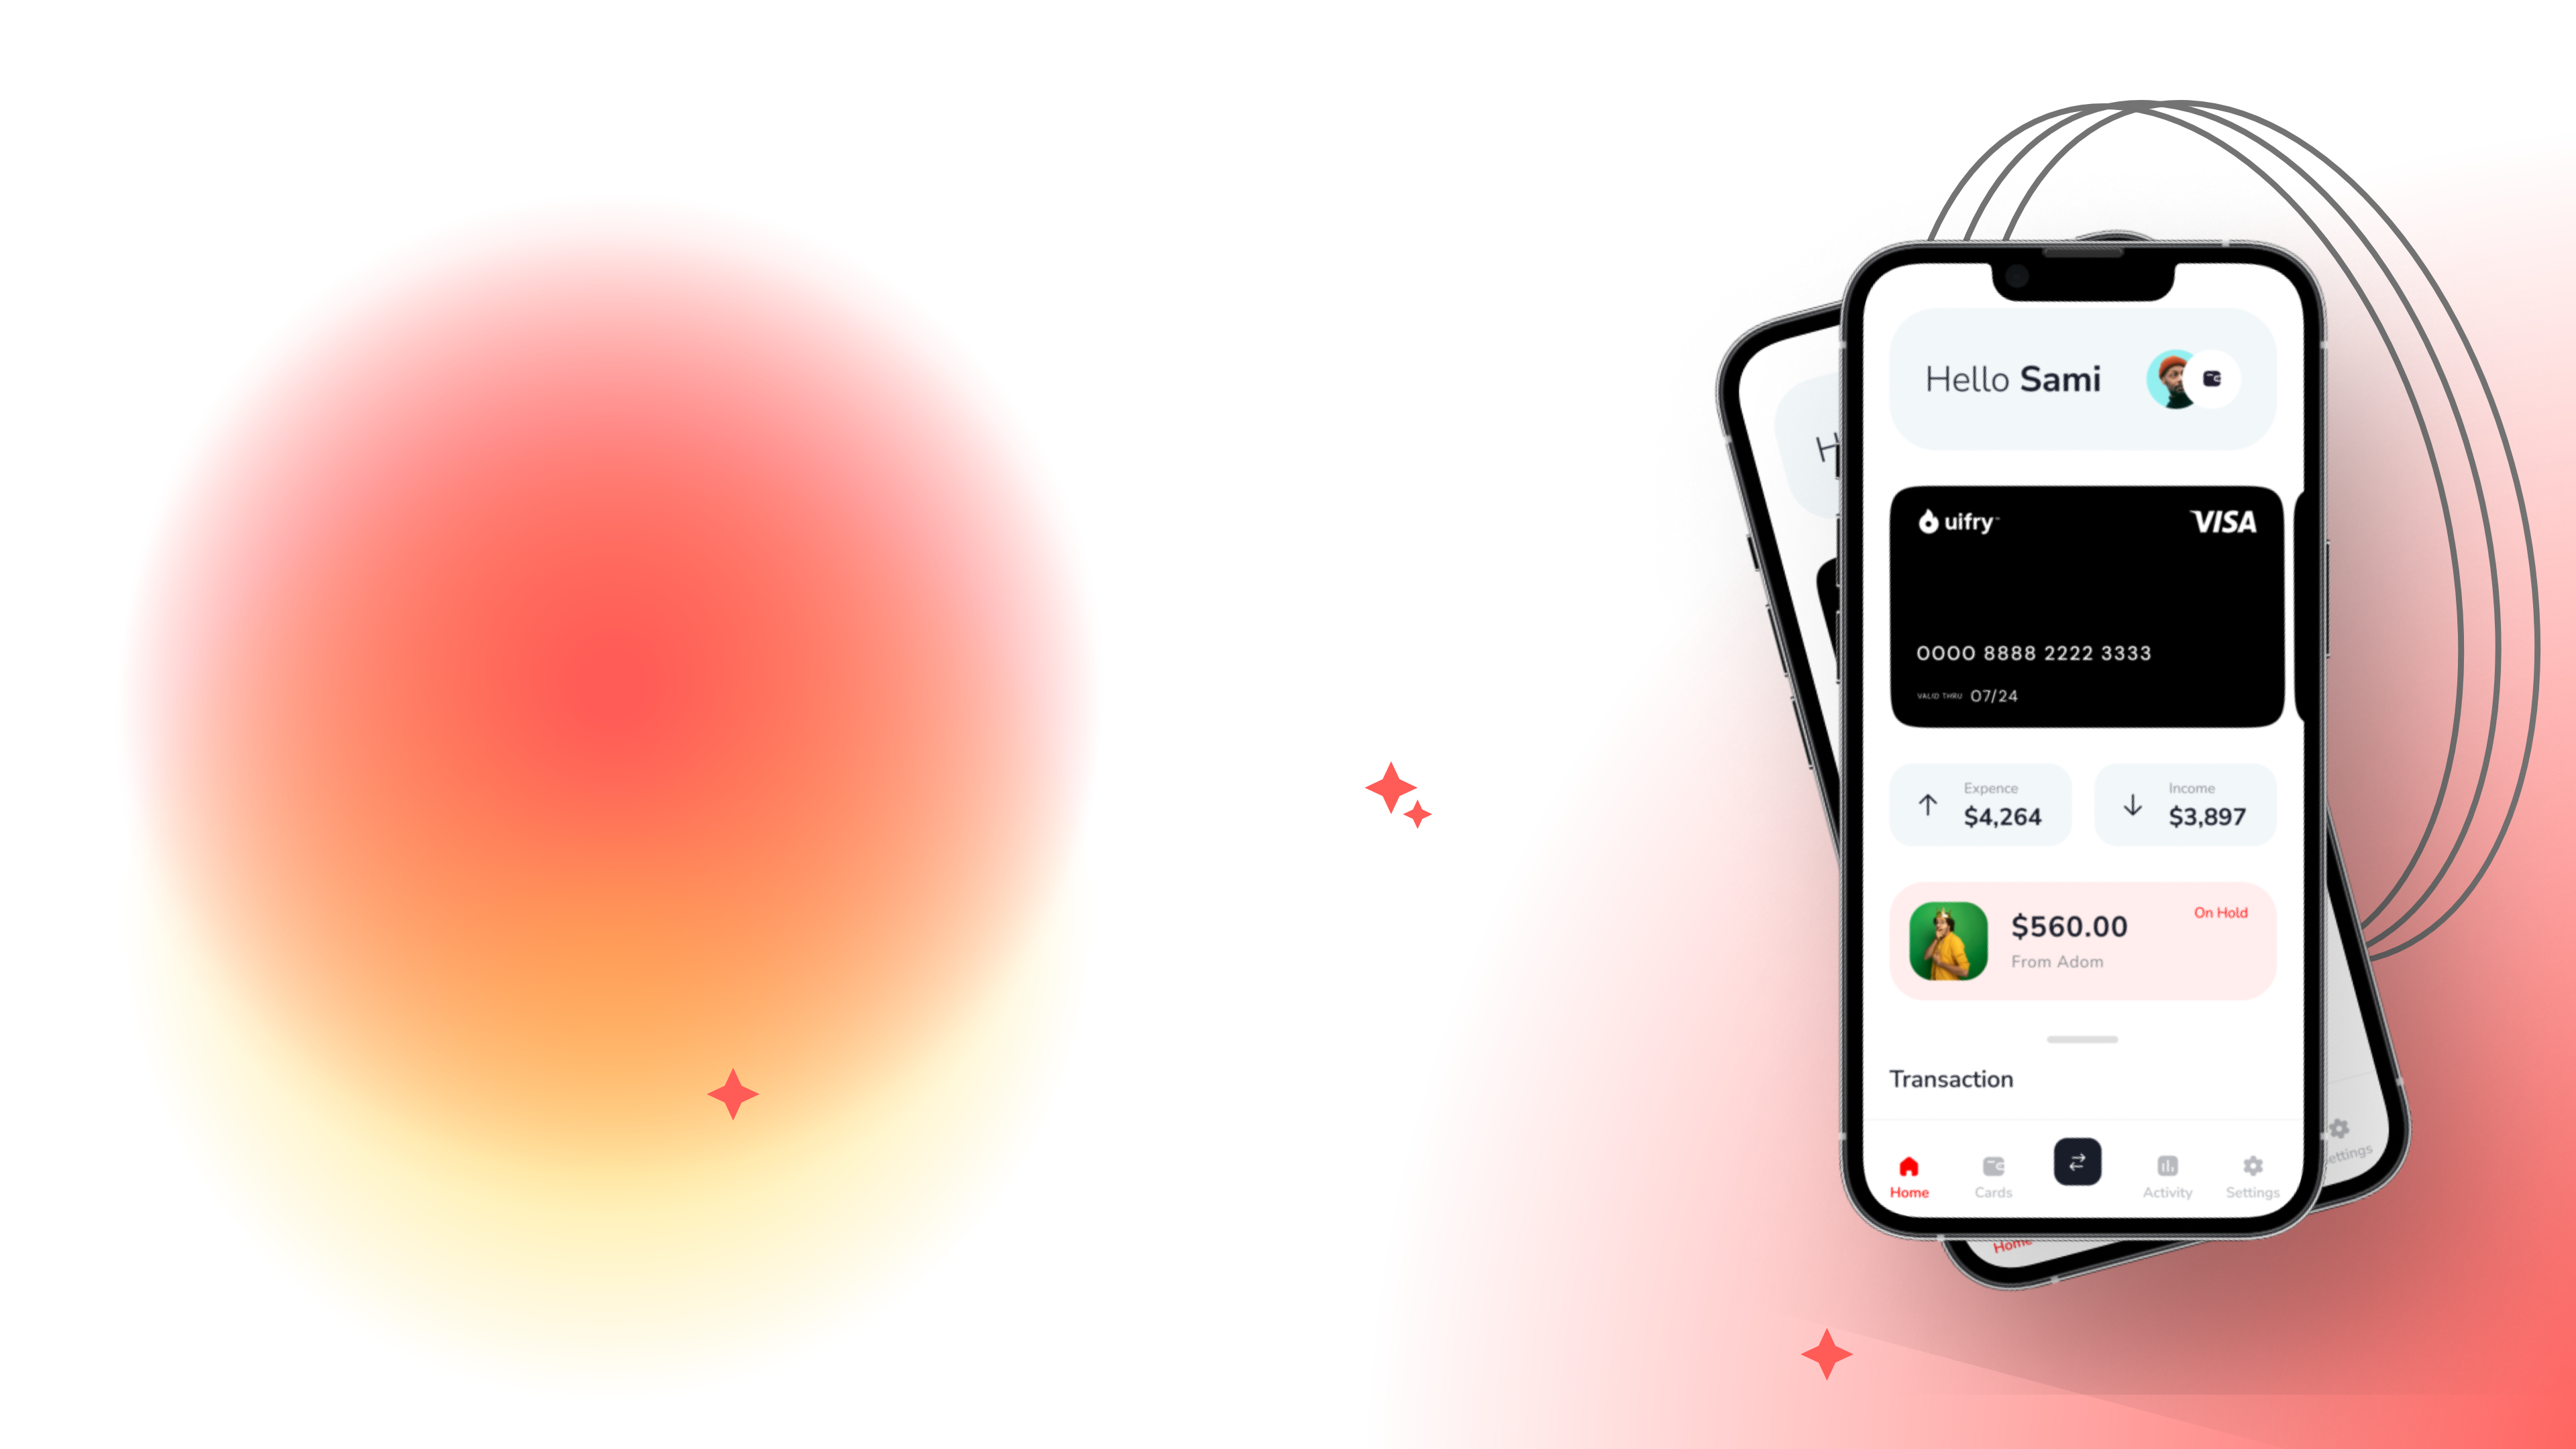 Hello Sami
H
uifry
VISA
0000 8888 2222 3333
VALID THRU 07/24
Expence
$4,264
Income
$3,897
$560.00
On Hold
From Adom
Transaction
Home
Cards
Activity
Settings
ettings
Home